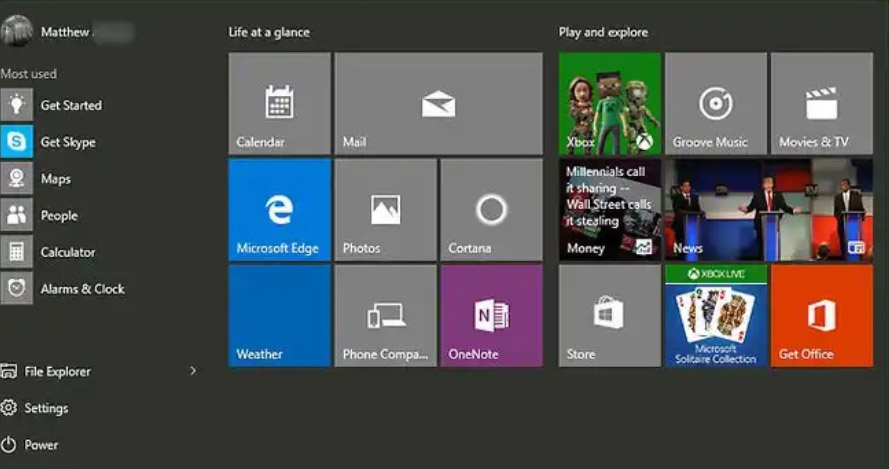 Matthew
Life at a glance
Play and explore
Most used
Get Started
Get Skype
Maps
People
Calculator
Alarms & Clock
File Explorer
Settings
Power
Calendar
Mail
Microsoft Edge
Photos
Cortana
Weather
Phone Compa...
OneNote
Xbox
Groove Music
Movies & TV
Millennials call
it sharing --
Wall Street calls
it stealing
Money
News
Store
XBOX LIVE
Microsoft
Solitaire Collection
Get Office